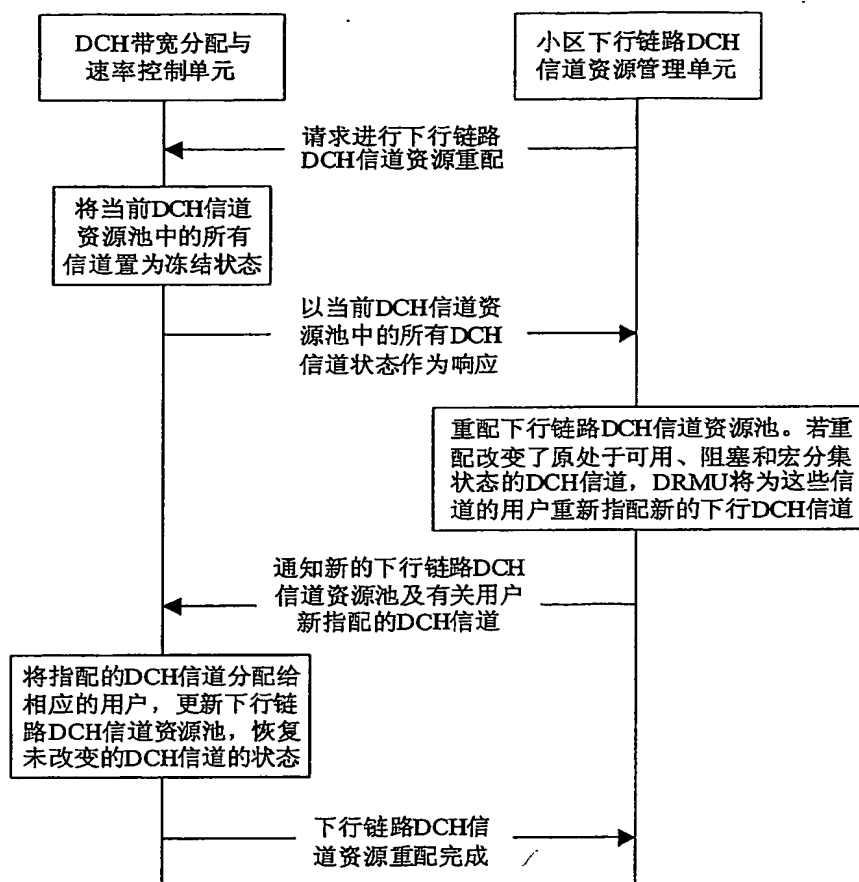 DCH带宽分配与
速率控制单元
小区下行链路DCH
信道资源管理单元
请求进行下行链路
DCH信道资源重配
将当前DCH信道
资源池中的所有
信道置为冻结状态
以当前DCH信道资
源池中的所有DCH
信道状态作为响应
重配下行链路DCH信道资源池。若重
配改变了原处于可用、阻塞和宏分集
状态的DCH信道，DRMU将为这些信
道的用户重新指配新的下行DCH信道
通知新的下行链路DCH
信道资源池及有关用户
新指配的DCH信道
将指配的DCH信道分配给
相应的用户，更新下行链
路DCH信道资源池，恢复
未改变的DCH信道的状态
下行链路DCH信
道资源重配完成